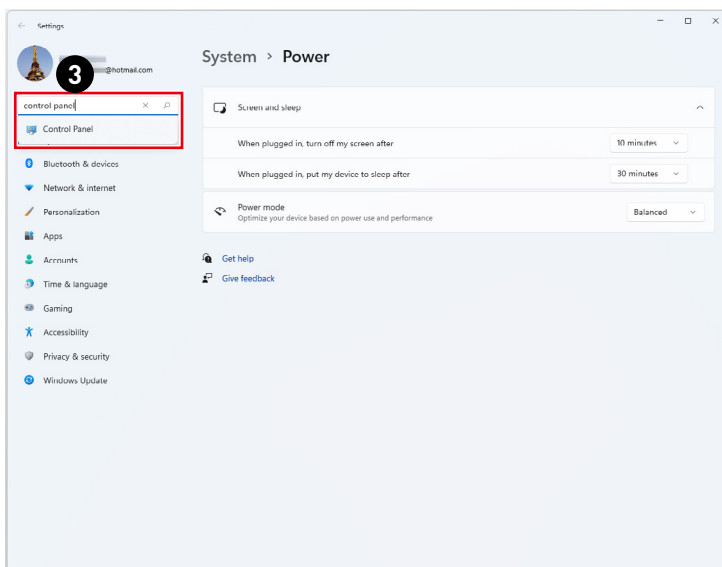 Settings
System > Power
3
@hotmail.com
control panel
Control Panel
Bluetooth & devices
Network & internet
Personalization
Apps
Accounts
Time & language
Gaming
Accessibility
Privacy & security
Windows Update
Screen and sleep
When plugged in, turn off my screen after
10 minutes
When plugged in, put my device to sleep after
30 minutes
Power mode
Optimize your device based on power use and performance
Balanced
Get help
Give feedback